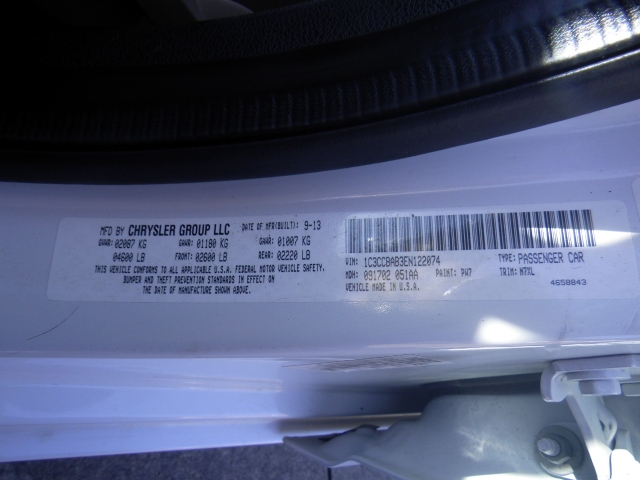 MFD BY CHRYSLER GROUP LLC DATE OF MFR(BUILT): 9-13
GVWR: 02087 KG GAWR: 01180 KG GAWR: 01007 KG
04600 LB FRONT: 02600 LB REAR: 02220 LB
THIS VEHICLE CONFORMS TO ALL APPLICABLE U.S.A. FEDERAL MOTOR VEHICLE SAFETY,
BUMPER AND THEFT PREVENTION STANDARDS IN EFFECT ON
THE DATE OF MANUFACTURE SHOWN ABOVE.
VIN: 1C3CCBAB3EN122074 TYPE: PASSENGER CAR
MDH: 091702 051AA PAINT: PW7 TRIM: M7XL
VEHICLE MADE IN U.S.A. 4658843